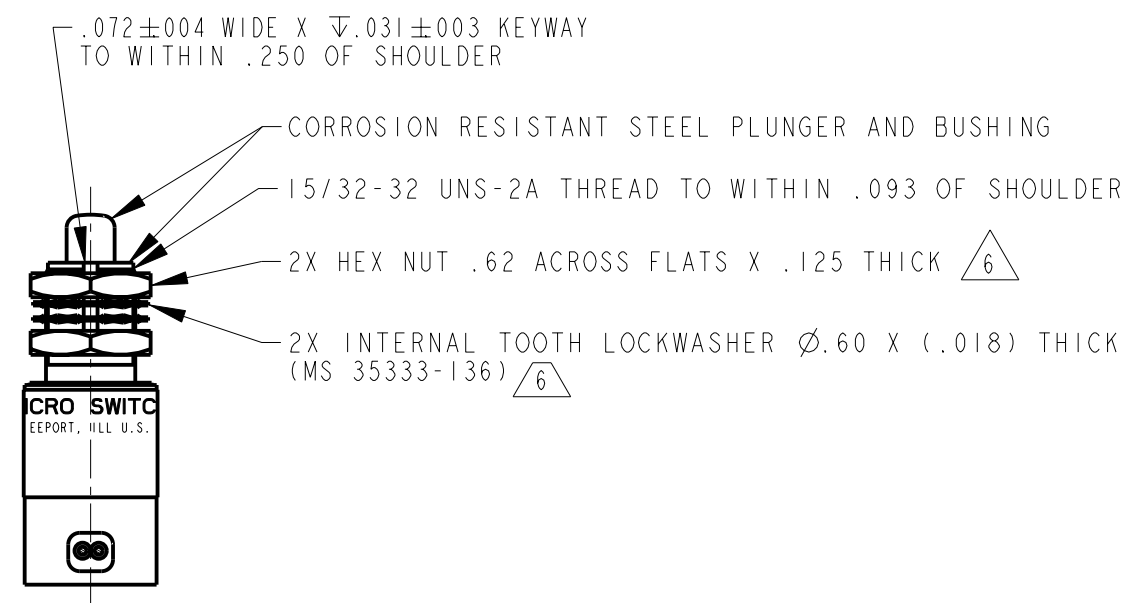 .072±004 WIDE X ↧.031±003 KEYWAY
TO WITHIN .250 OF SHOULDER
CORROSION RESISTANT STEEL PLUNGER AND BUSHING
15/32-32 UNS-2A THREAD TO WITHIN .093 OF SHOULDER
2X HEX NUT .62 ACROSS FLATS X .125 THICK 6
2X INTERNAL TOOTH LOCKWASHER Ø.60 X (.018) THICK
(MS 35333-136) 6
ICRO SWITC
EEPORT, ILL U.S.